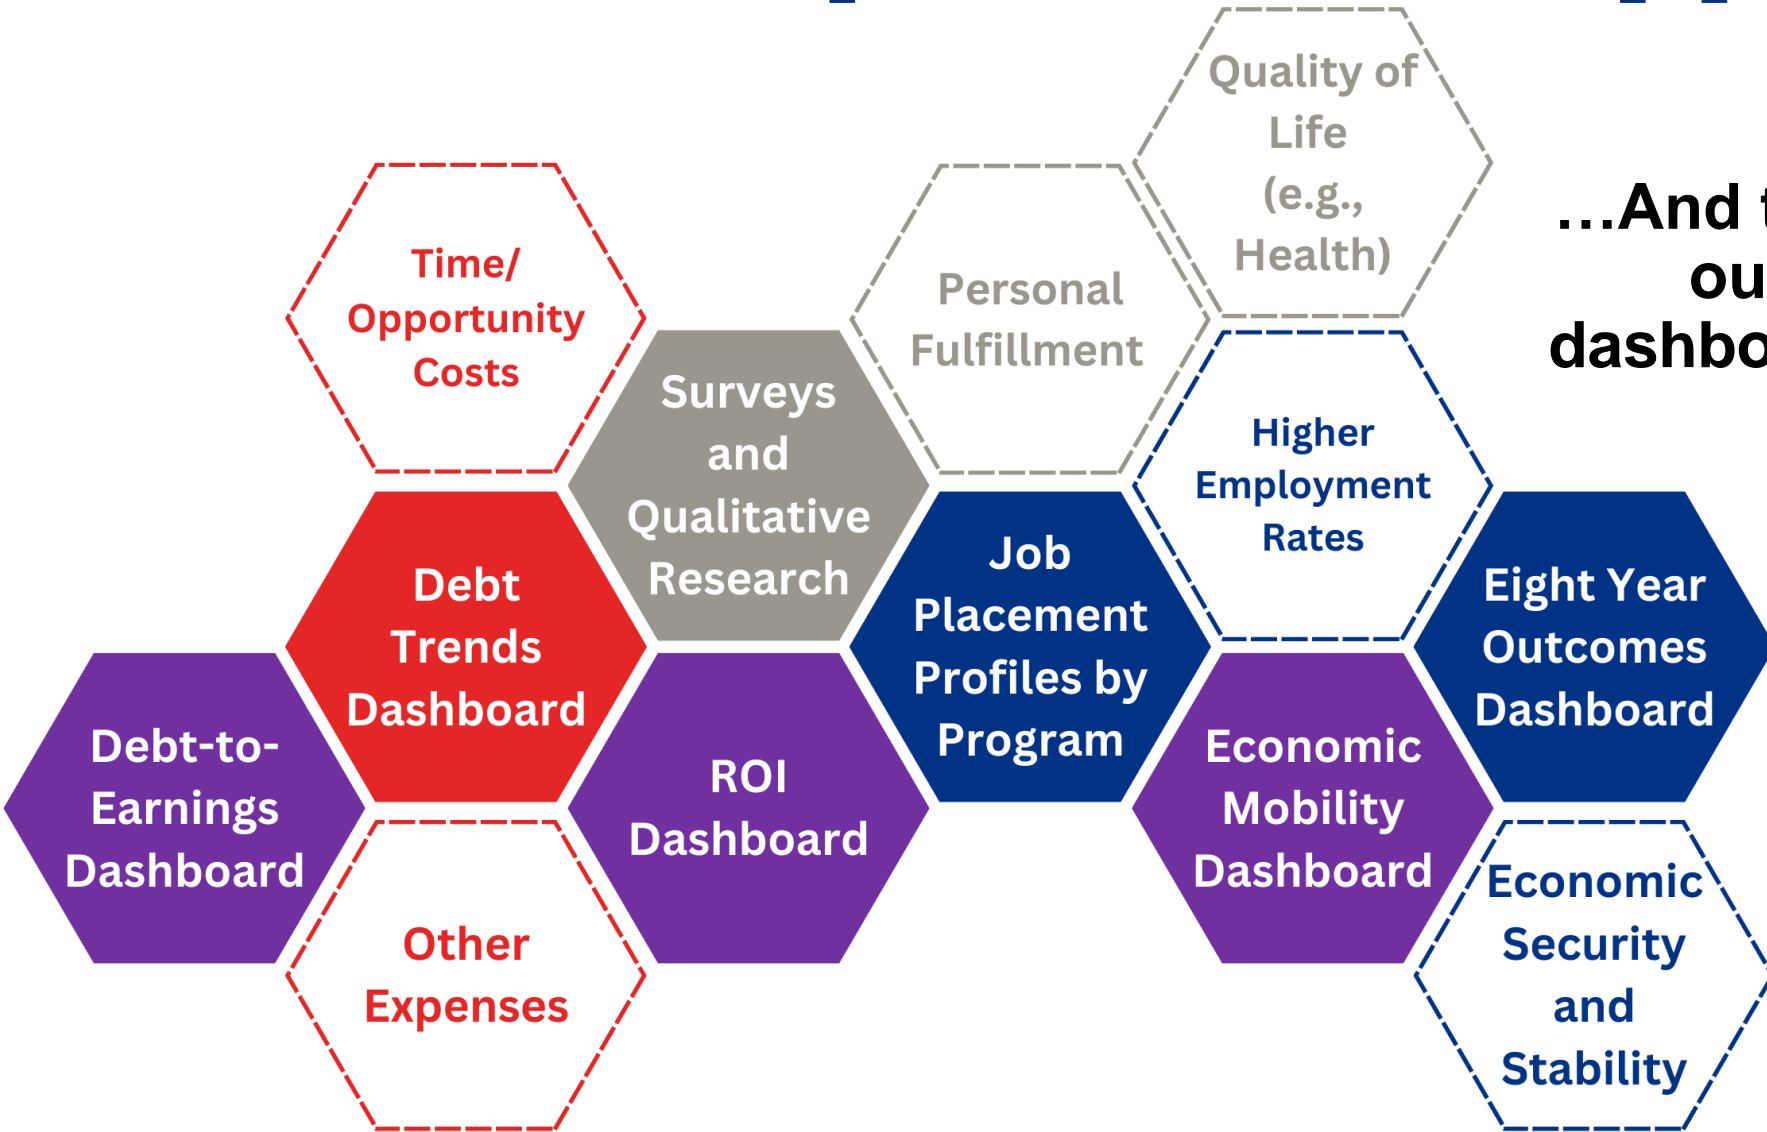 Quality of
Life
(e.g.,
Health)
…And
dashbo
Time/
Opportunity
Costs
Personal
Fulfillment
Surveys
and
Qualitative
Research
Higher
Employment
Rates
Debt
Trends
Dashboard
Job
Placement
Profiles by
Program
Eight Year
Outcomes
Dashboard
Debt-to-
Earnings
Dashboard
ROI
Dashboard
Economic
Mobility
Dashboard
Other
Expenses
Economic
Security
and
Stability